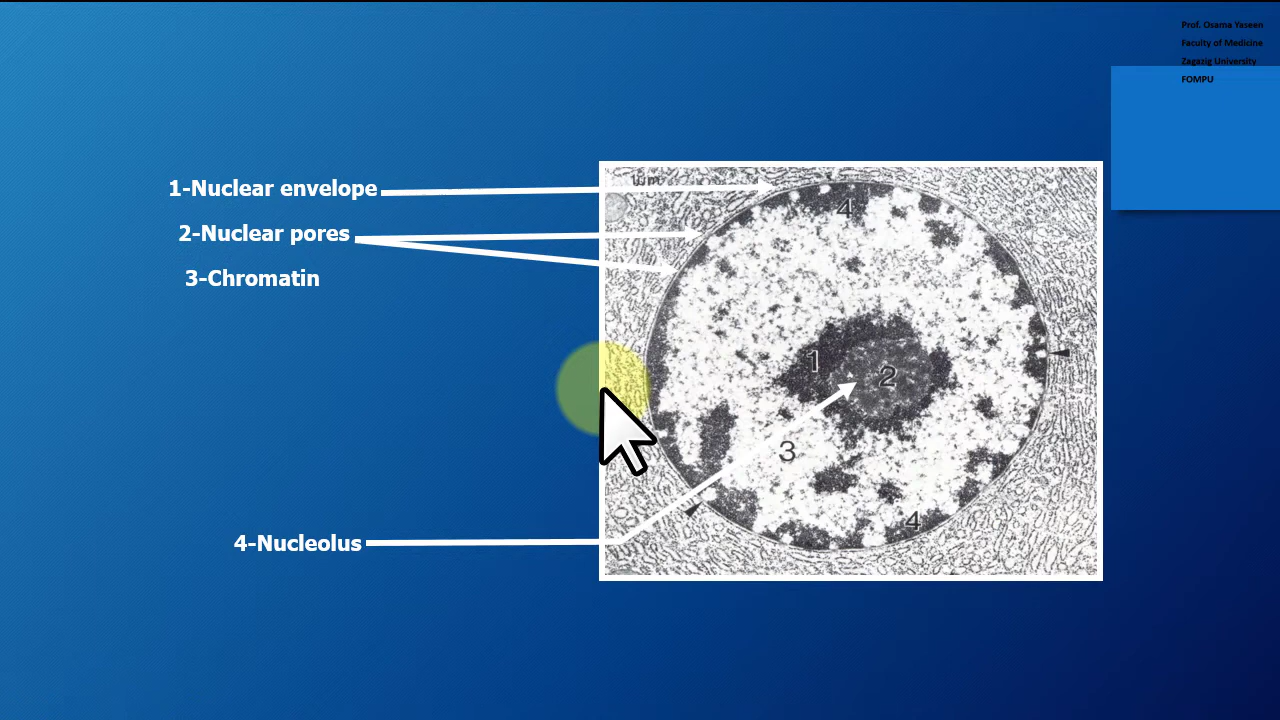 Prof. Osama Yaseen
Faculty of Medicine
Zagazig University
FOMPU
1-Nuclear envelope
2-Nuclear pores
3-Chromatin
4-Nucleolus
µm
4
1
2
3
4